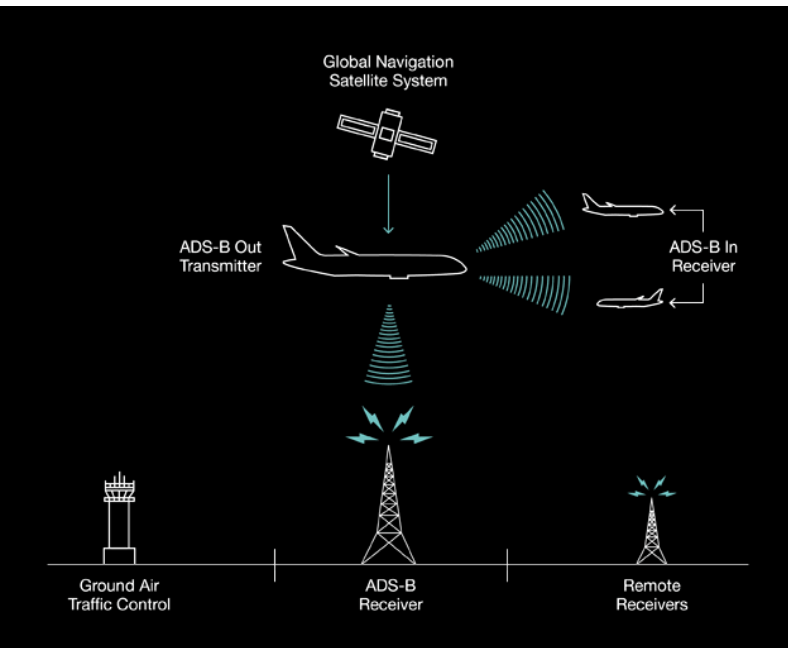 Global Navigation
Satellite System
ADS-B Out
Transmitter
ADS-B In
Receiver
Ground Air
Traffic Control
ADS-B
Receiver
Remote
Receivers